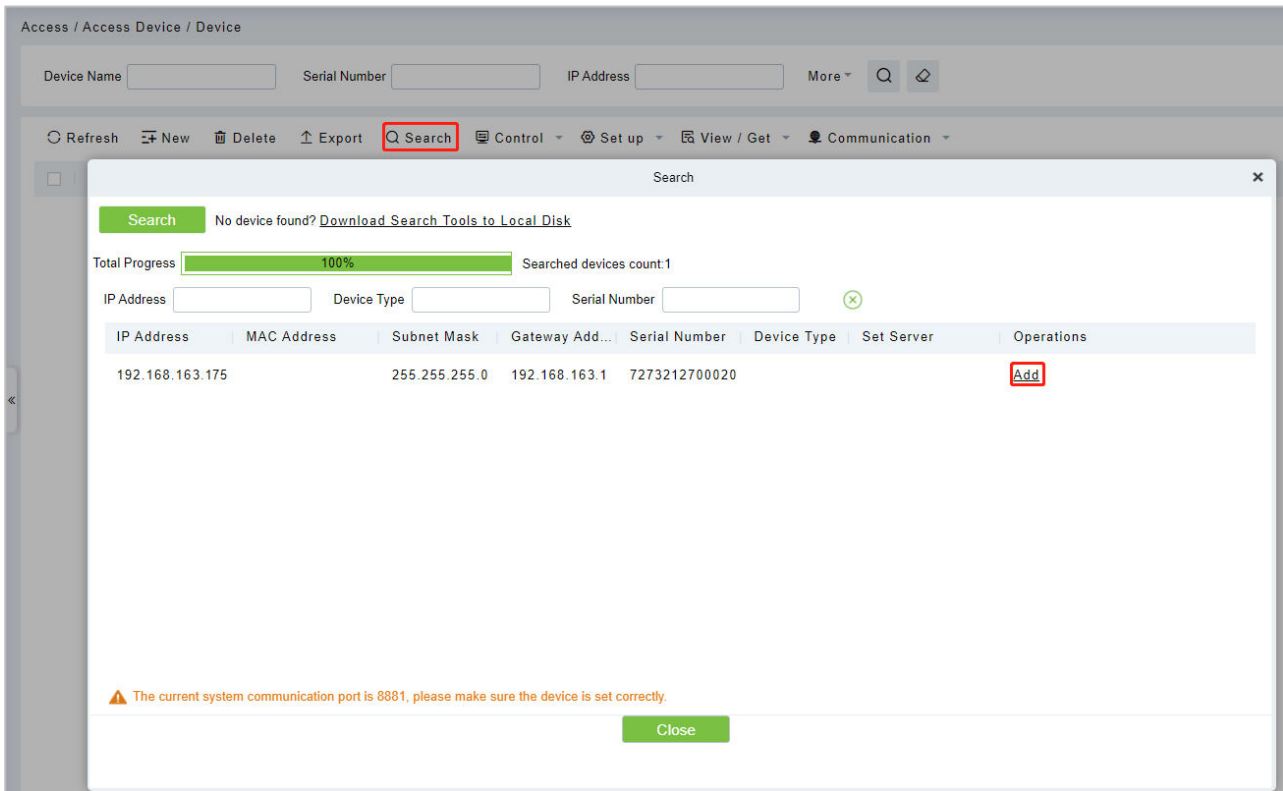 Access / Access Device / Device
Device Name Serial Number IP Address More
Refresh New Delete Export Search Control Set up View / Get Communication
Search
Search No device found? Download Search Tools to Local Disk
Total Progress 100% Searched devices count:1
IP Address Device Type Serial Number
IP Address MAC Address Subnet Mask Gateway Add... Serial Number Device Type Set Server Operations
192.168.163.175 255.255.255.0 192.168.163.1 7273212700020 Add
The current system communication port is 8881, please make sure the device is set correctly.
Close